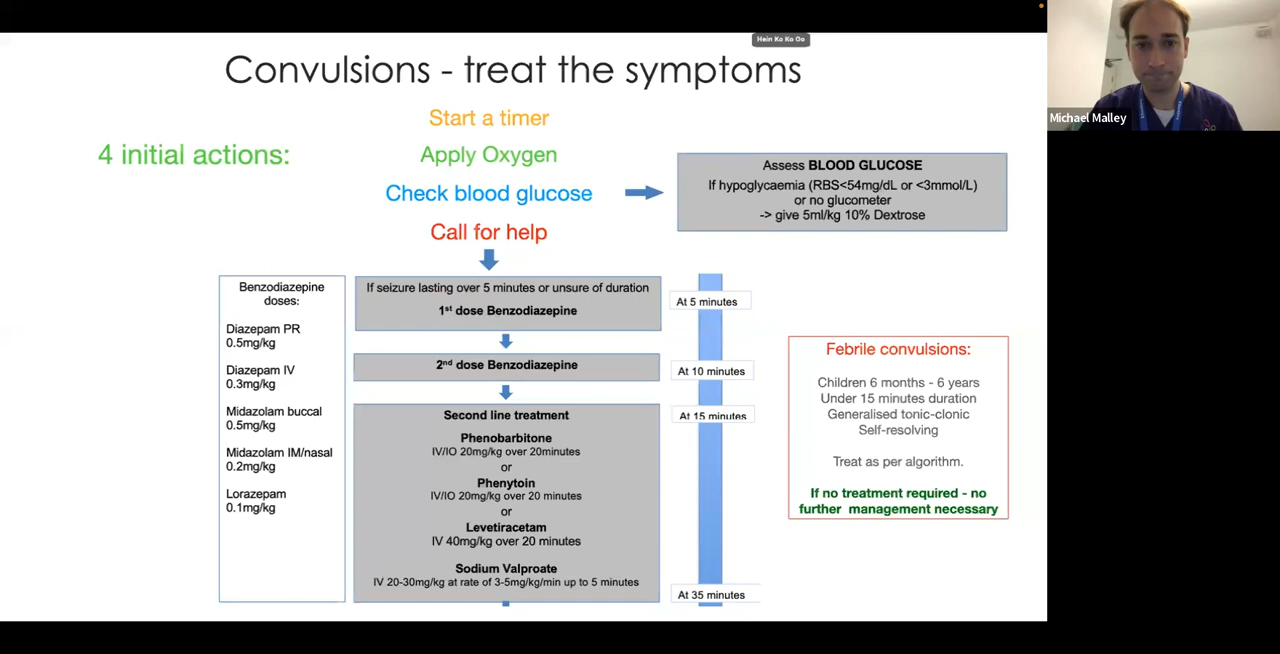 Hein Ko Ko Oo
Convulsions - treat the symptoms
Michael Malley
Start a timer
4 initial actions:
Apply Oxygen
Check blood glucose
Call for help
Assess BLOOD GLUCOSE
If hypoglycaemia (RBS<54mg/dL or <3mmol/L)
or no glucometer
-> give 5ml/kg 10% Dextrose
Benzodiazepine
doses:
Diazepam PR
0.5mg/kg
Diazepam IV
0.3mg/kg
Midazolam buccal
0.5mg/kg
Midazolam IM/nasal
0.2mg/kg
Lorazepam
0.1mg/kg
If seizure lasting over 5 minutes or unsure of duration
1st dose Benzodiazepine
At 5 minutes
2nd dose Benzodiazepine
At 10 minutes
Second line treatment
At 15 minutes
Phenobarbitone
IV/IO 20mg/kg over 20minutes
or
Phenytoin
IV/IO 20mg/kg over 20 minutes
or
Levetiracetam
IV 40mg/kg over 20 minutes
Sodium Valproate
IV 20-30mg/kg at rate of 3-5mg/kg/min up to 5 minutes
At 35 minutes
Febrile convulsions:
Children 6 months - 6 years
Under 15 minutes duration
Generalised tonic-clonic
Self-resolving
Treat as per algorithm.
If no treatment required - no
further management necessary